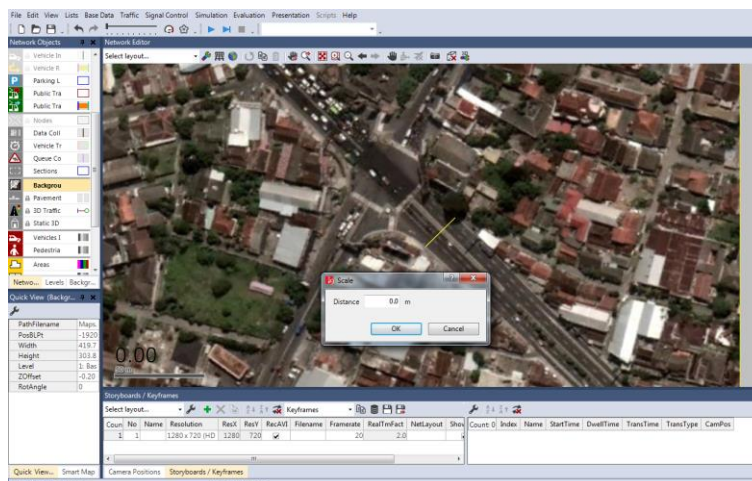 File Edit View Lists Base Data Traffic Signal Control Simulation Evaluation Presentation Scripts Help
Network Objects
Network Editor
Select layout...
Vehicle In
Vehicle R
Parking L
Public Tra
Public Tra
Nodes
Data Coll
Vehicle Tr
Queue Co
Sections
Backgrou
Pavement
3D Traffic
Static 3D
Vehicles I
Pedestria
Areas
Netwo... Levels Backgr...
Quick View (Backgr...
PathFilename Maps.
PosBLPt -1920
Width 419.7
Height 303.8
Level 1: Bas
ZOffset -0.20
RotAngle 0
Scale
Distance 0.0 m
OK Cancel
0.00
Storyboards / Keyframes
Select layout... Keyframes
Coun No Name Resolution ResX ResY RecAVI Filename Framerate RealTmFact NetLayout Shov
1 1 1280 x 720 (HD 1280 720 20 2.0
Count: 0 Index Name StartTime DwellTime TransTime TransType CamPos
Quick View... Smart Map Camera Positions Storyboards / Keyframes